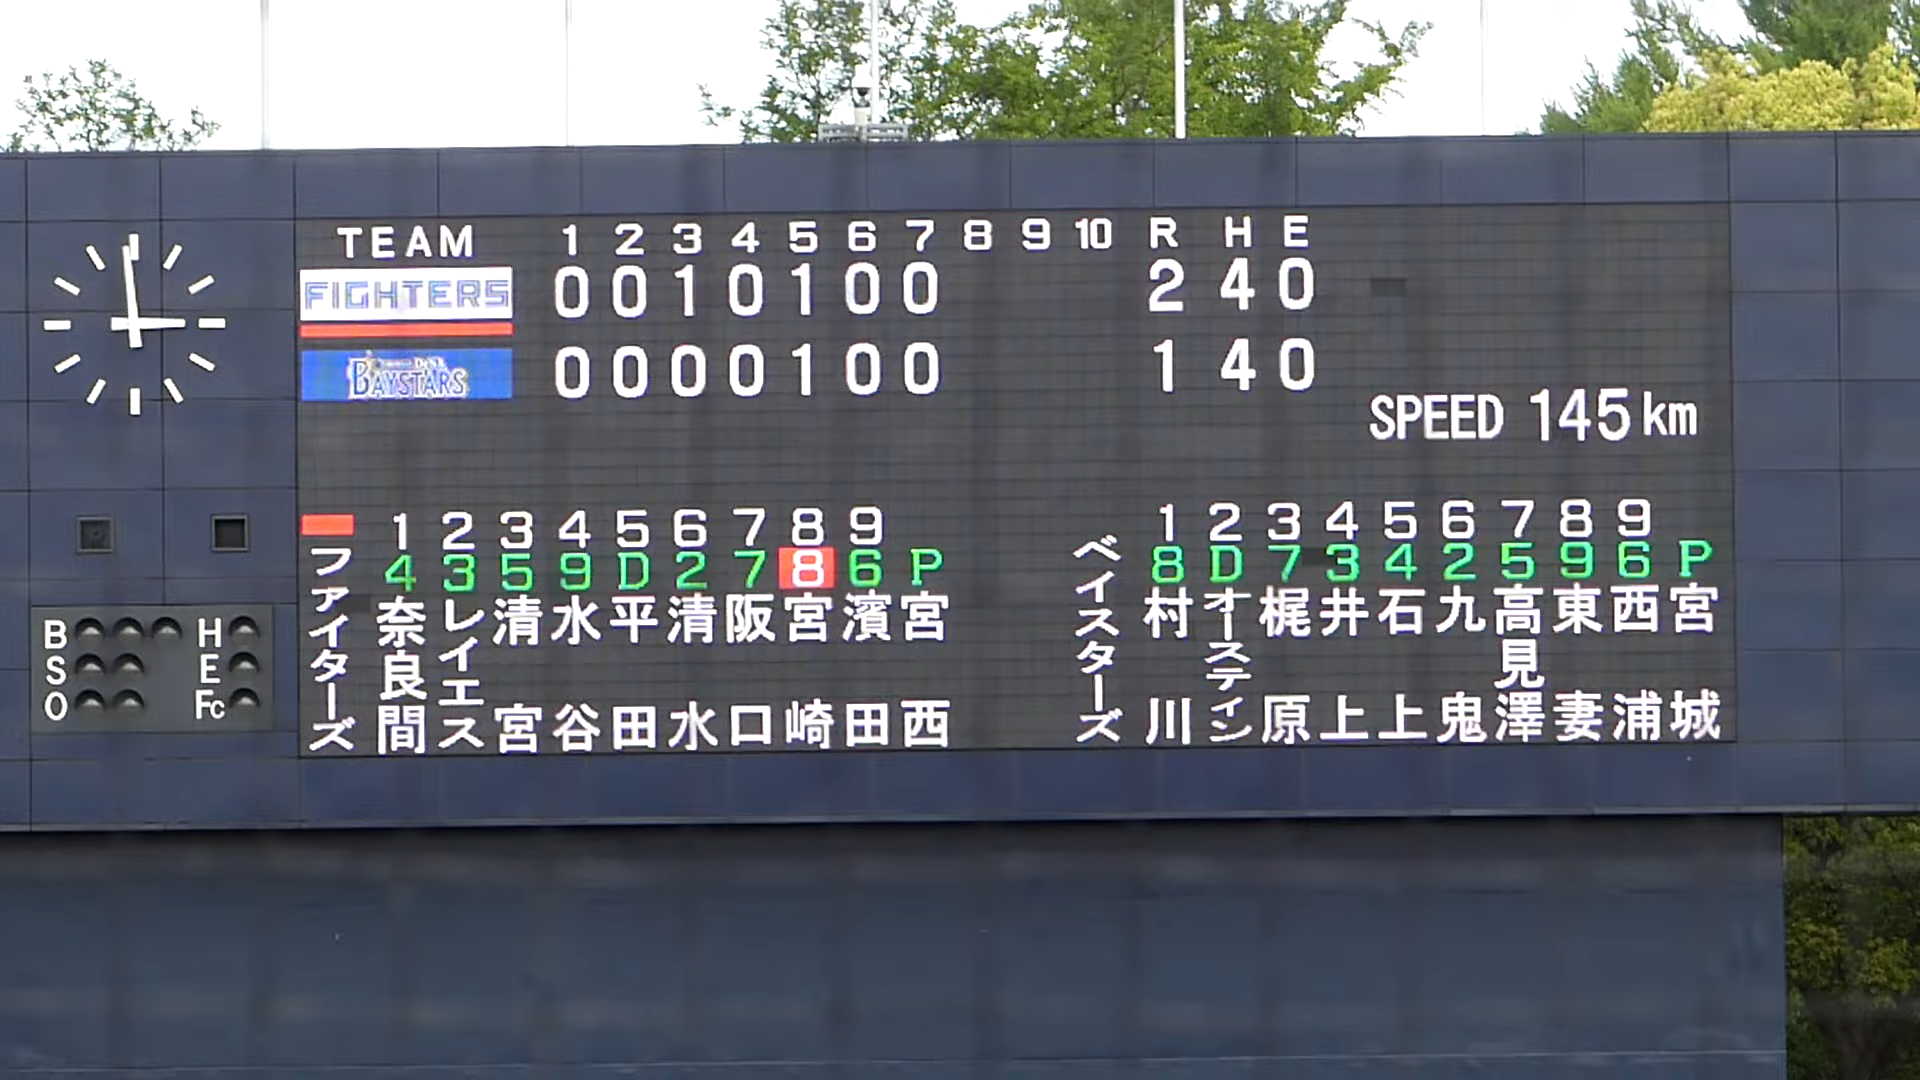 TEAM 1 2 3 4 5 6 7 8 9 10 R H E
FIGHTERS 0 0 1 0 1 0 0 2 4 0
BAYSTARS 0 0 0 0 1 0 0 1 4 0
SPEED 145km
ファイターズ
1 4 奈良間
2 3 レイエス
3 5 清宮
4 9 水谷
5 D 平田
6 2 清水
7 7 阪口
8 8 宮崎
9 6 濱田
P 宮西
ベイスターズ
1 8 村川
2 D オースティン
3 7 梶原
4 3 井上
5 4 石上
6 2 九鬼
7 5 高見澤
8 9 東妻
9 6 西浦
P 宮城
B H
S E
O Fc